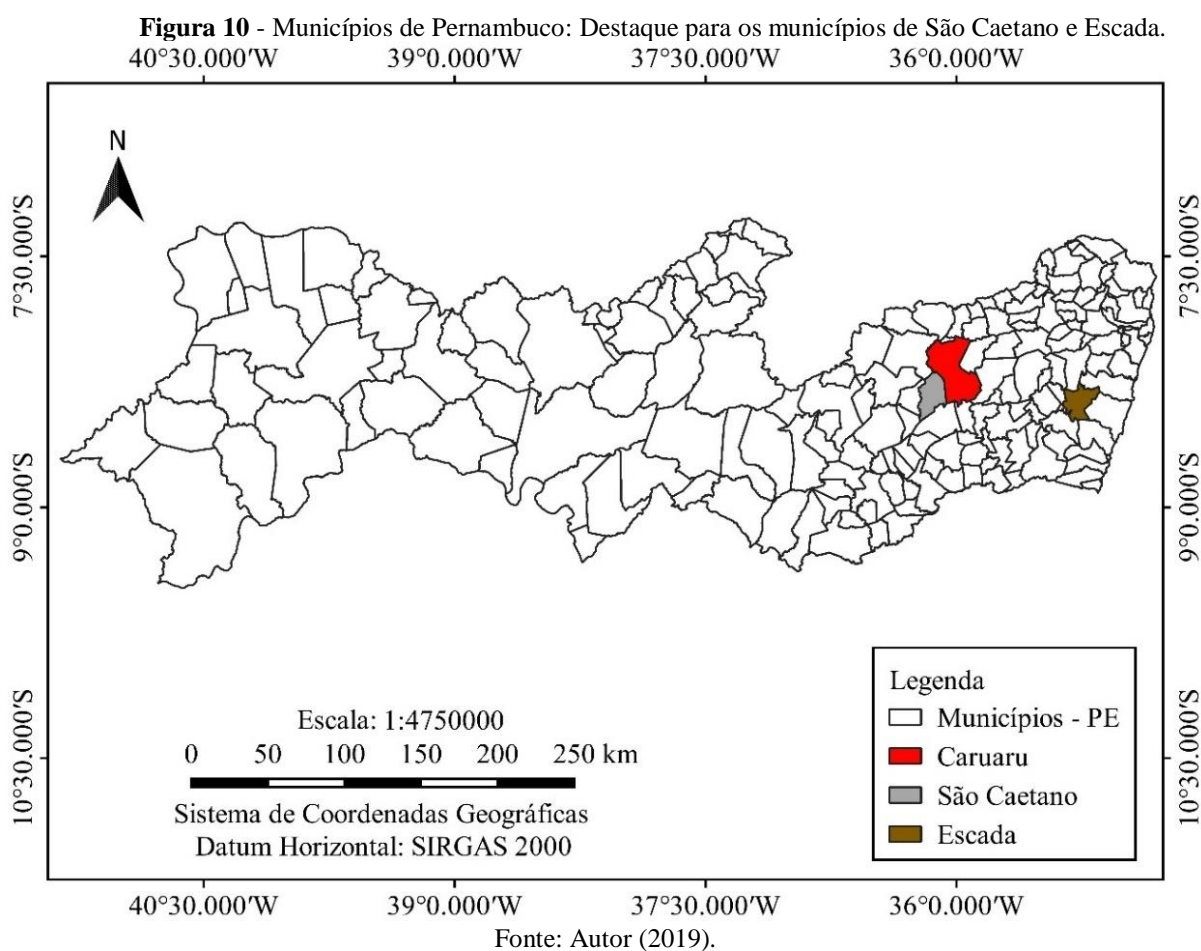 Figura 10 - Municípios de Pernambuco: Destaque para os municípios de São Caetano e Escada.
40°30.000'W 39°0.000'W 37°30.000'W 36°0.000'W
N
7°30.000'S 7°30.000'S
9°0.000'S 9°0.000'S
10°30.000'S 10°30.000'S
Escala: 1:4750000
0 50 100 150 200 250 km
Sistema de Coordenadas Geográficas
Datum Horizontal: SIRGAS 2000
Legenda
Municípios - PE
Caruaru
São Caetano
Escada
40°30.000'W 39°0.000'W 37°30.000'W 36°0.000'W
Fonte: Autor (2019).